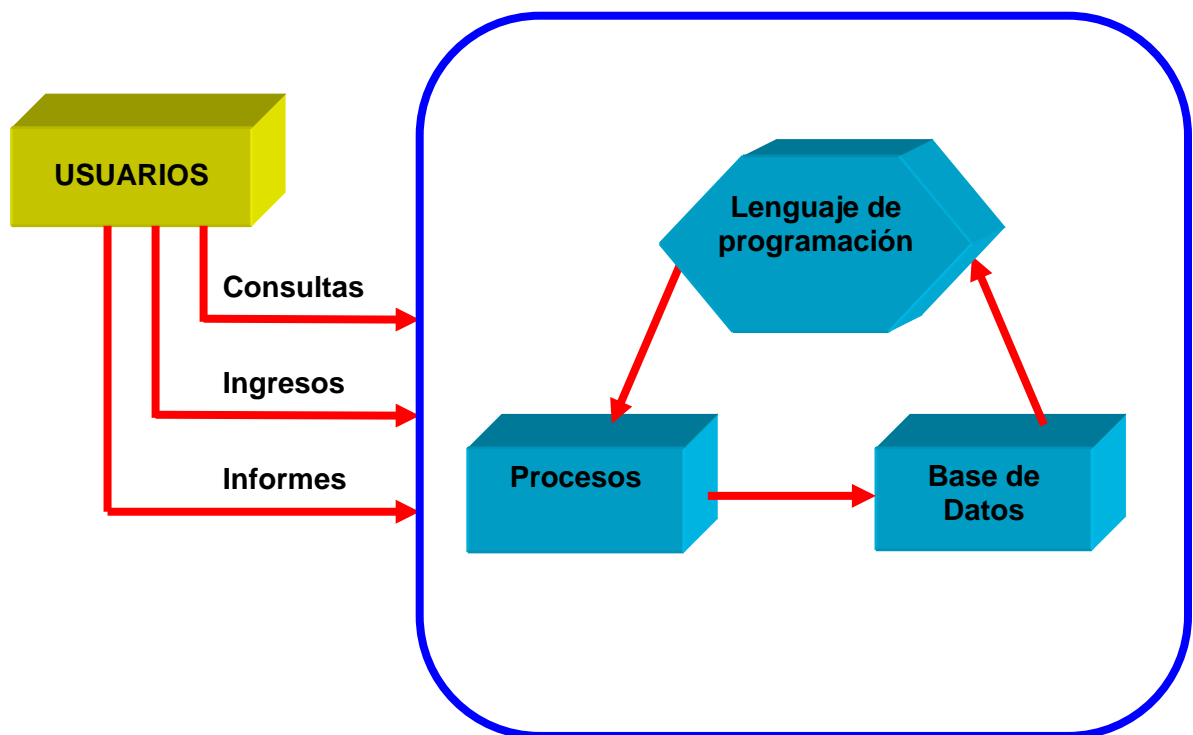 USUARIOS
Lenguaje de
programación
Consultas
Ingresos
Informes
Procesos
Base de
Datos